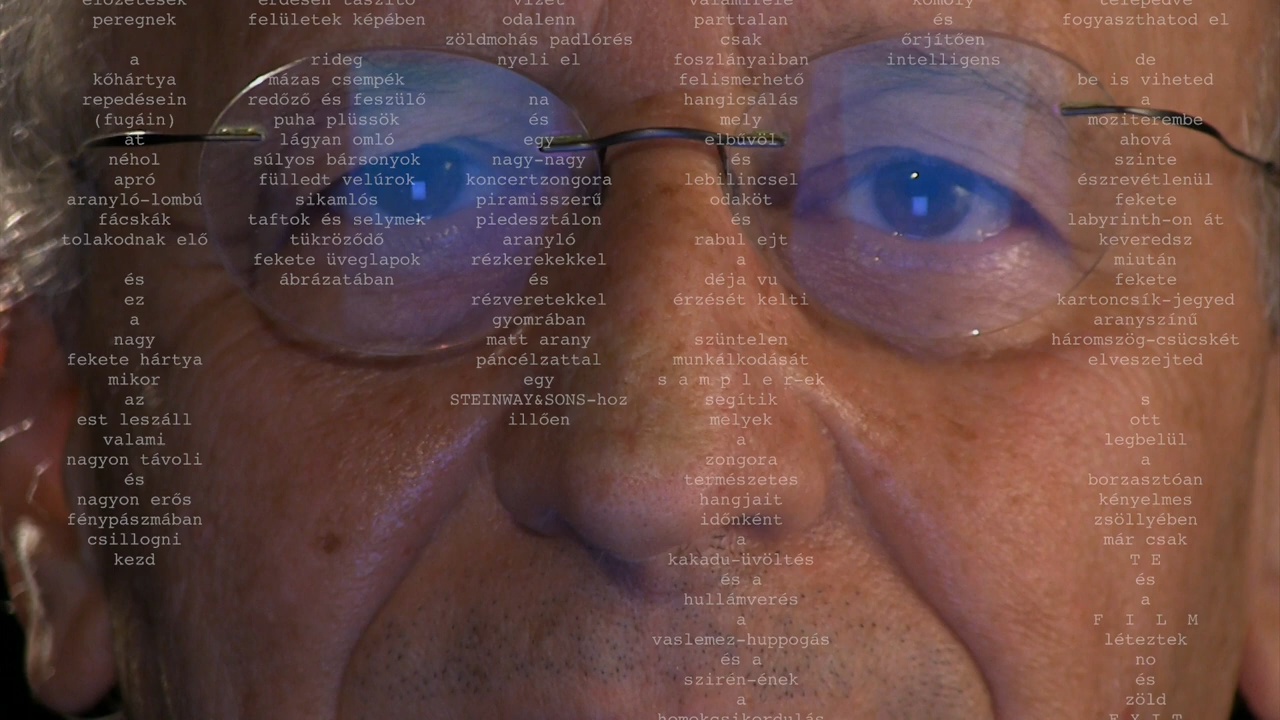 előzetesek
peregnek
a
kőhártya
repedésein
(fugáin)
át
néhol
apró
aranyló-lombú
fácskák
tolakodnak elő
és
ez
a
nagy
fekete hártya
mikor
az
est leszáll
valami
nagyon távoli
és
nagyon erős
fénypászmában
csillogni
kezd
érdesen taszító
felületek képében
rideg
mázas csempék
redőző és feszülő
puha plüssök
lágyan omló
súlyos bársonyok
fülledt velúrok
sikamlós
taftok és selymek
tükröződő
fekete üveglapok
ábrázatában
vizet
odalenn
zöldmohás padlórés
nyeli el
na
és
egy
nagy-nagy
koncertzongora
piramisszerű
piedesztálon
aranyló
rézkerekekkel
és
rézveretekkel
gyomrában
matt arany
páncélzattal
egy
STEINWAY&SONS-hoz
illően
valamiféle
parttalan
csak
foszlányaiban
felismerhető
hangicsálás
mely
elbűvöl
és
lebilincsel
odaköt
és
rabul ejt
a
déja vu
érzését kelti
szüntelen
munkálkodását
s a m p l e r-ek
segítik
melyek
a
zongora
természetes
hangjait
időnként
a
kakadu-üvöltés
és a
hullámverés
a
vaslemez-huppogás
és a
szirén-ének
a
homokcsikordulás
komoly
és
őrjítően
intelligens
telepedve
fogyaszthatod el
de
be is viheted
a
moziterembe
ahová
szinte
észrevétlenül
fekete
labyrinth-on át
keveredsz
miután
fekete
kartoncsík-jegyed
aranyszínű
háromszög-csücskét
elveszejted
s
ott
legbelül
a
borzasztóan
kényelmes
zsöllyében
már csak
T E
és
a
F I L M
léteztek
no
és
zöld
E X I T